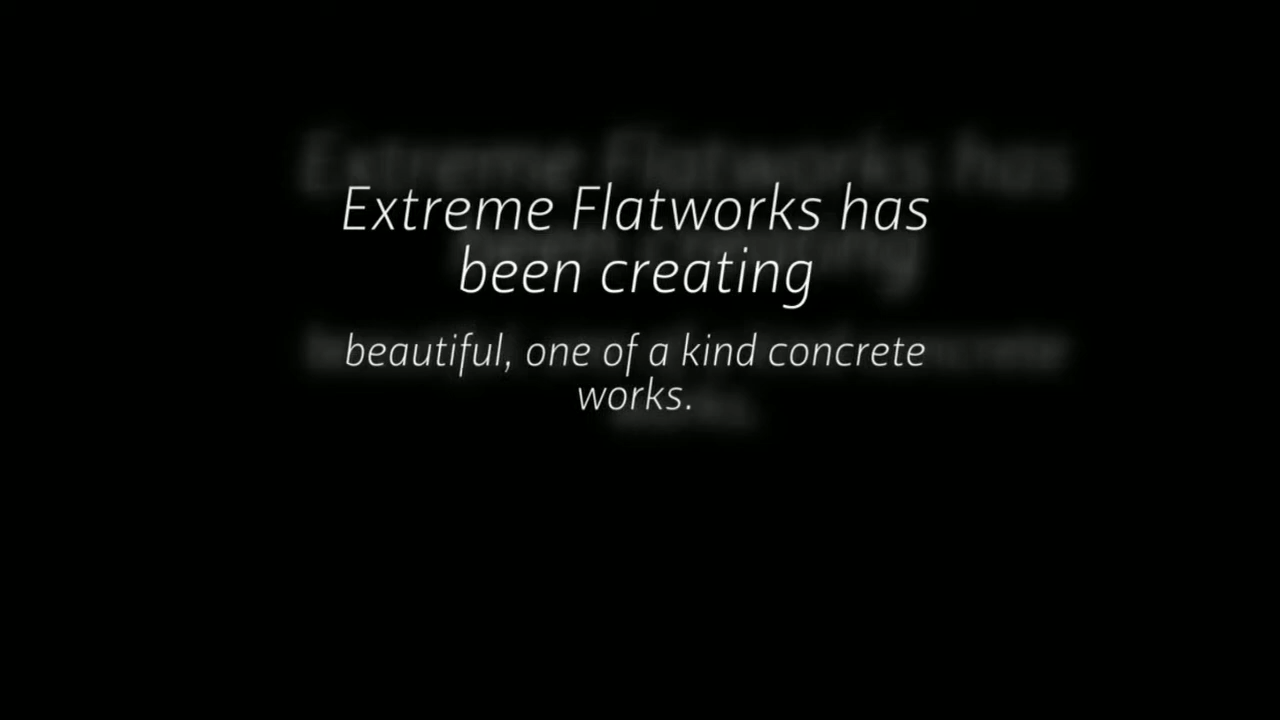 Extreme Flatworks has
been creating
beautiful, one of a kind concrete
works.